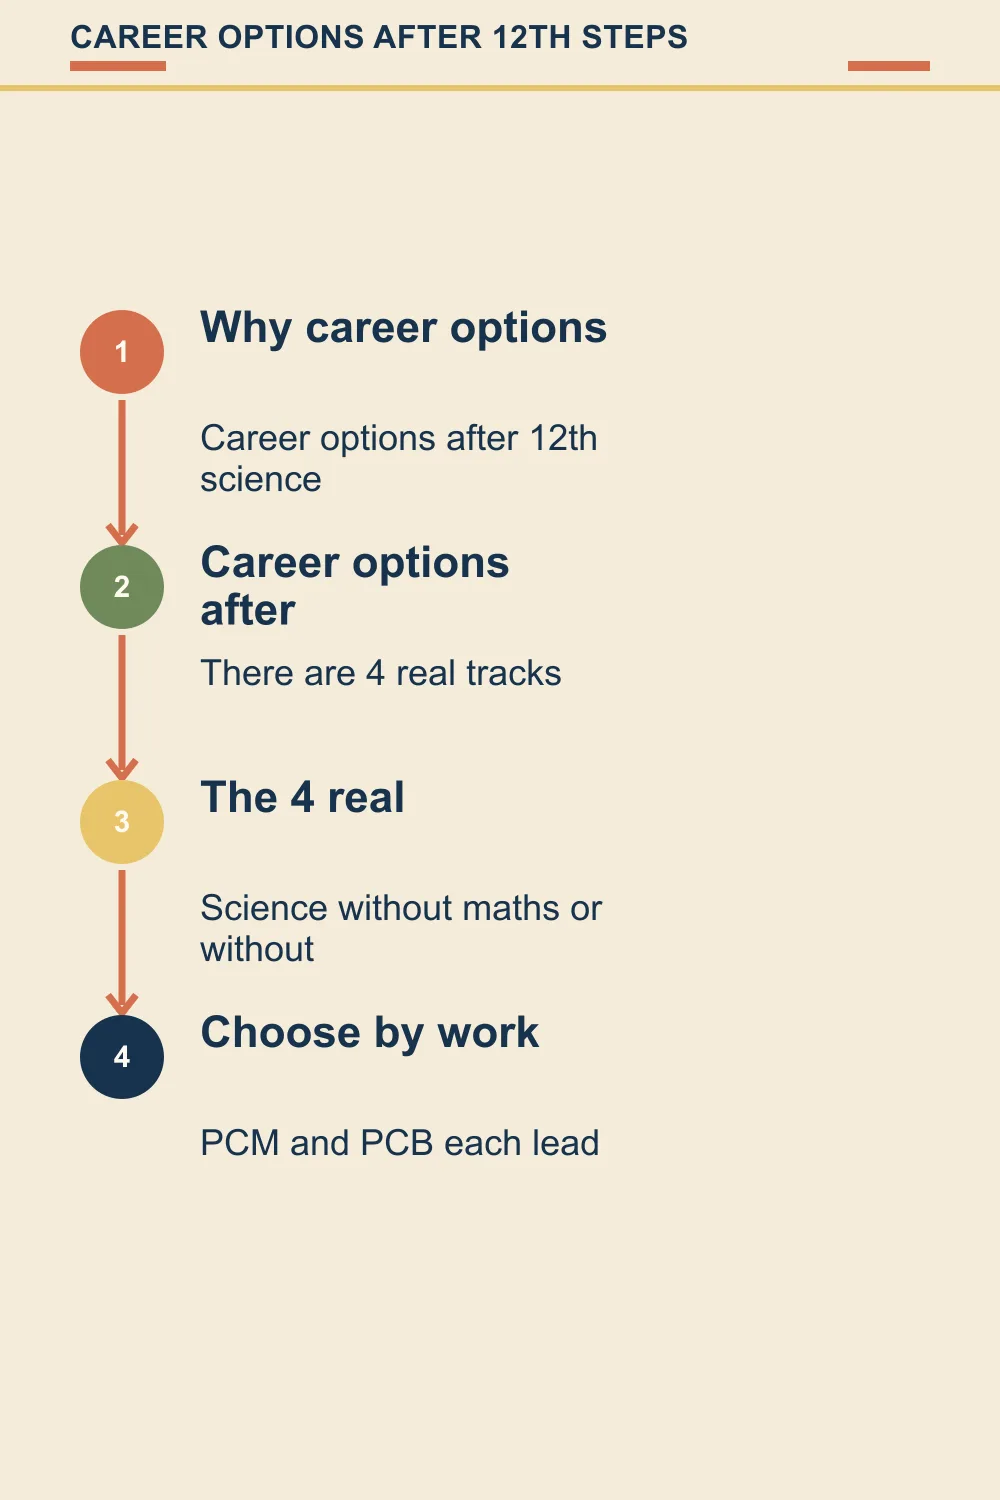 CAREER OPTIONS AFTER 12TH STEPS
1
Why career options
Career options after 12th
science
2
Career options
after
There are 4 real tracks
3
The 4 real
Science without maths or
without
4
Choose by work
PCM and PCB each lead